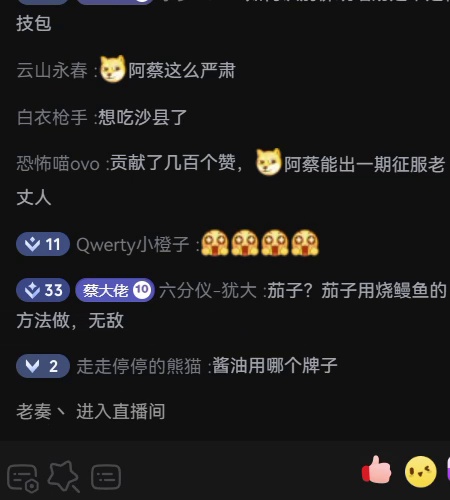 技包
云山永春 :阿蔡这么严肃
白衣枪手 :想吃沙县了
恐怖喵ovo :贡献了几百个赞，阿蔡能出一期征服老
丈人
11 Qwerty小橙子 :
33 蔡大佬 10 六分仪-犹大 :茄子？茄子用烧鳗鱼的
方法做，无敌
2 走走停停的熊猫 :酱油用哪个牌子
老奏丶 进入直播间